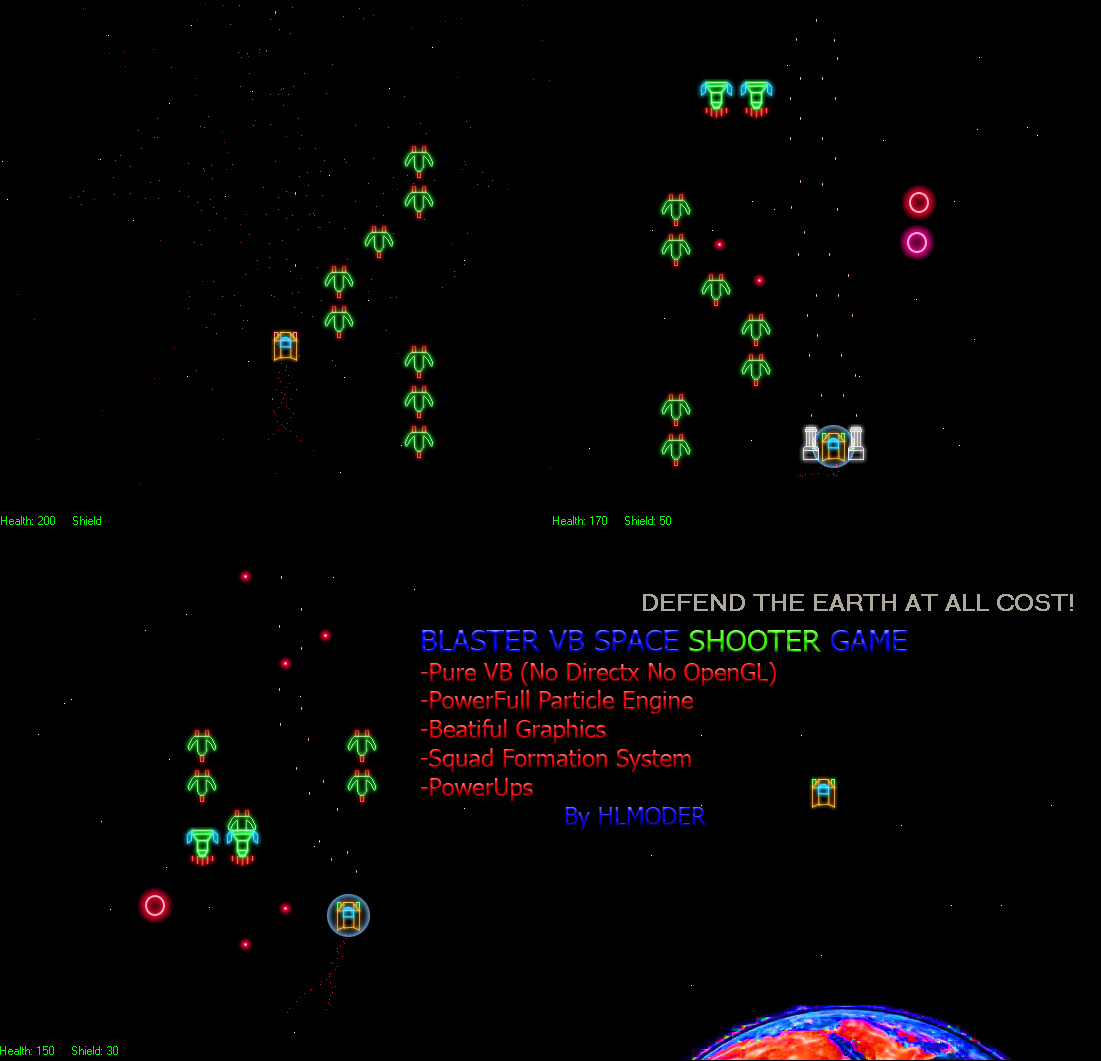 Health: 200 Shield
Health: 170 Shield: 50
DEFEND THE EARTH AT ALL COST!
BLASTER VB SPACE SHOOTER GAME
-Pure VB (No Directx No OpenGL)
-PowerFull Particle Engine
-Beatiful Graphics
-Squad Formation System
-PowerUps
By HLMODER
Health: 150 Shield: 30